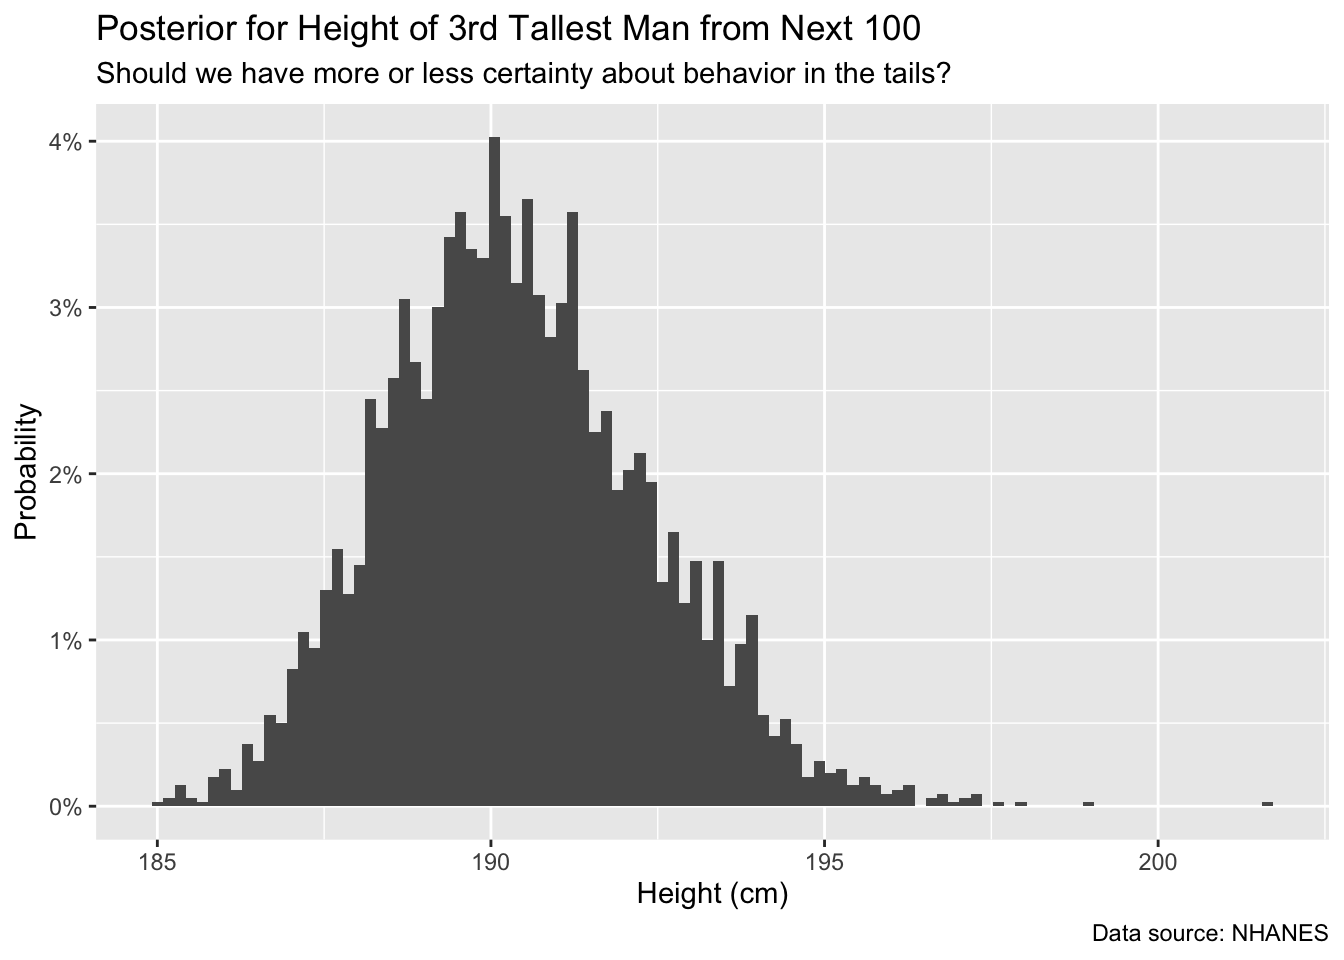 Posterior for Height of 3rd Tallest Man from Next 100
Should we have more or less certainty about behavior in the tails?
4%
3%
2%
1%
0%
Probability
185 190 195 200
Height (cm)
Data source: NHANES